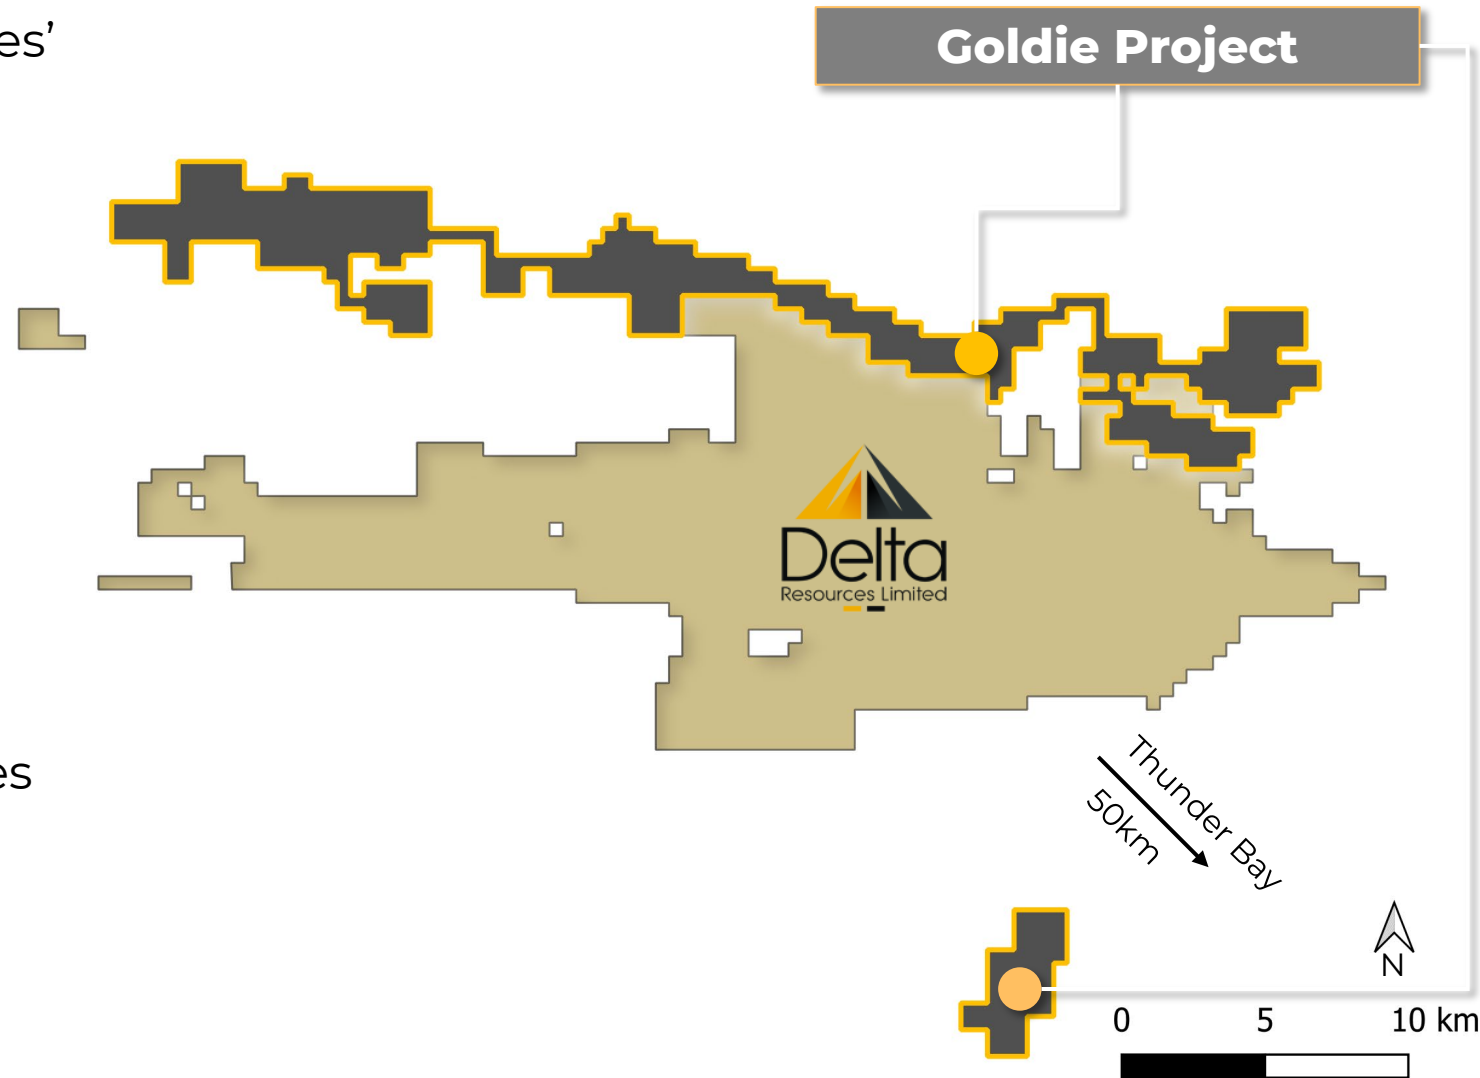 es’
Goldie Project
Delta
Resources Limited
es
Thunder Bay
50km
N
0 5 10 km